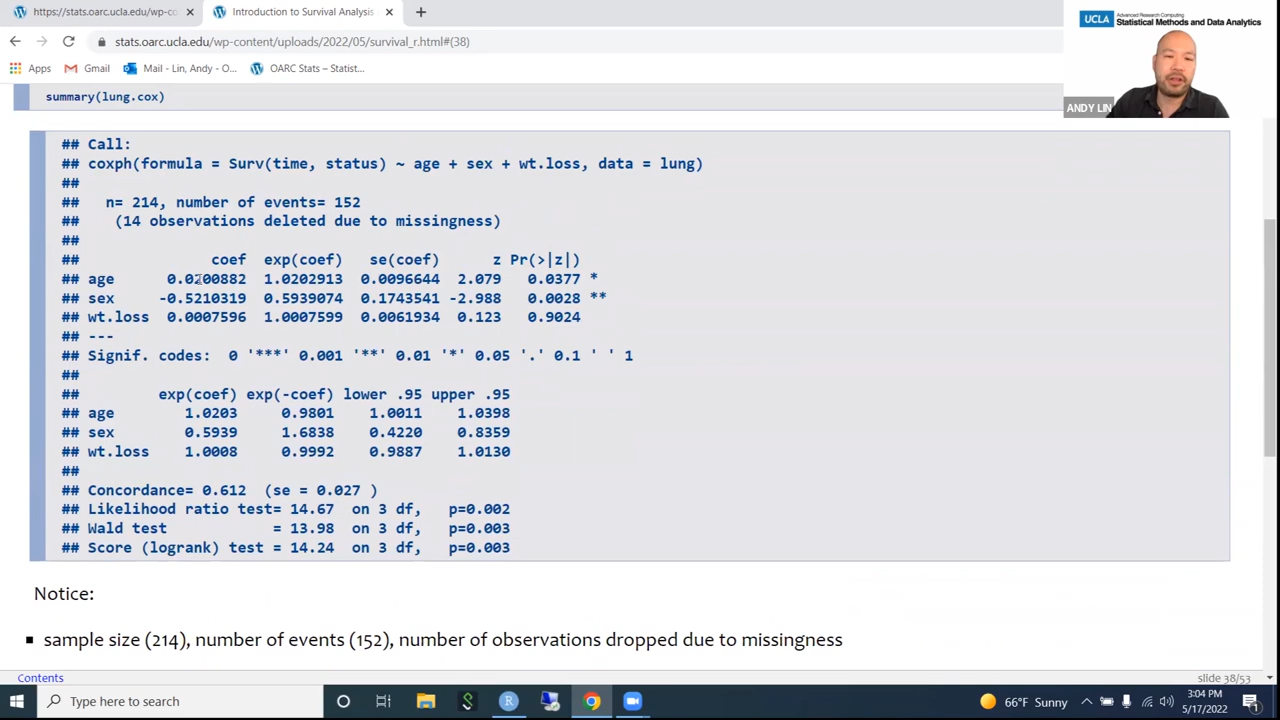 https://stats.oarc.ucla.edu/wp-co
Introduction to Survival Analysis
stats.oarc.ucla.edu/wp-content/uploads/2022/05/survival_r.html#(38)
Apps
Gmail
Mail - Lin, Andy - O...
OARC Stats – Statist...
UCLA
Advanced Research Computing
Statistical Methods and Data Analytics
ANDY LIN
summary(lung.cox)
## Call:
## coxph(formula = Surv(time, status) ~ age + sex + wt.loss, data = lung)
##
## n= 214, number of events= 152
## (14 observations deleted due to missingness)
##
## coef exp(coef) se(coef) z Pr(>|z|)
## age 0.0200882 1.0202913 0.0096644 2.079 0.0377 *
## sex -0.5210319 0.5939074 0.1743541 -2.988 0.0028 **
## wt.loss 0.0007596 1.0007599 0.0061934 0.123 0.9024
## ---
## Signif. codes: 0 '***' 0.001 '**' 0.01 '*' 0.05 '.' 0.1 ' ' 1
##
## exp(coef) exp(-coef) lower .95 upper .95
## age 1.0203 0.9801 1.0011 1.0398
## sex 0.5939 1.6838 0.4220 0.8359
## wt.loss 1.0008 0.9992 0.9887 1.0130
##
## Concordance= 0.612 (se = 0.027 )
## Likelihood ratio test= 14.67 on 3 df, p=0.002
## Wald test = 13.98 on 3 df, p=0.003
## Score (logrank) test = 14.24 on 3 df, p=0.003
Notice:
▪ sample size (214), number of events (152), number of observations dropped due to missingness
Contents
slide 38/53
Type here to search
66°F Sunny
3:04 PM
5/17/2022